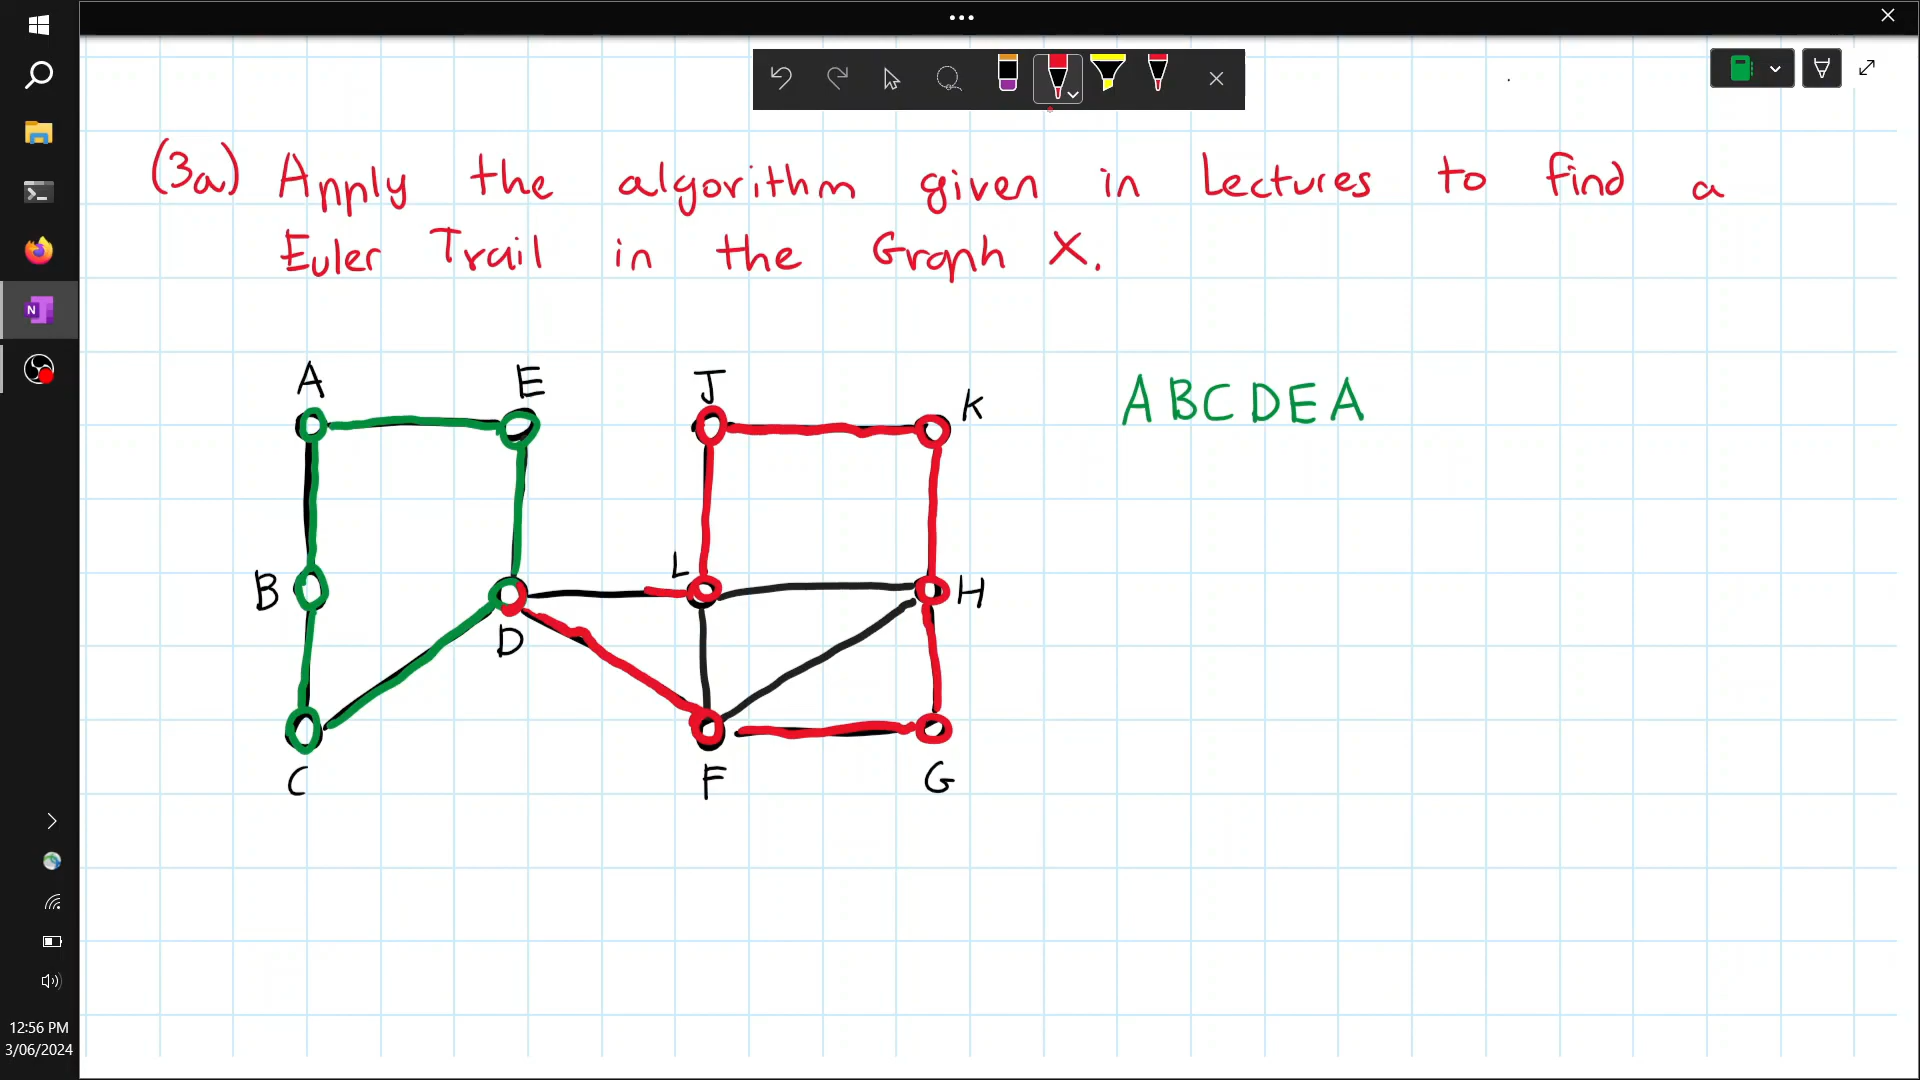 (3a) Apply the algorithm given in Lectures to find a
Euler Trail in the Graph X.
A E J K
ABCDEA
B D L H
C F G
12:56 PM
3/06/2024